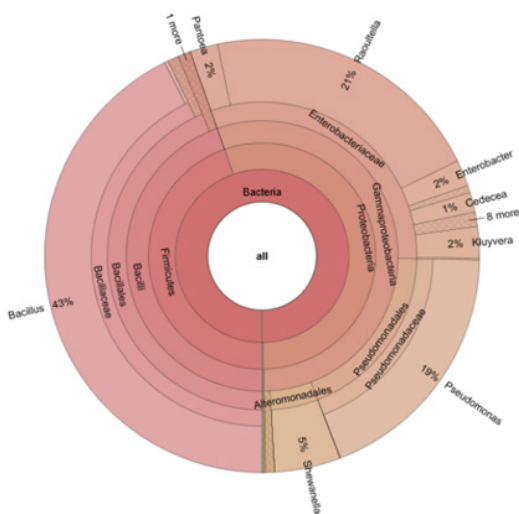 all
Bacteria
Firmicutes
Bacilli
Bacillales
Bacillaceae
43%
Bacillus
1 more
Pantoea
2%
Raoultella
21%
Enterobacteriaceae
Gammaproteobacteria
Proteobacteria
2%
Enterobacter
1%
Cedecea
8 more
2%
Kluyvera
Pseudomonadales
Pseudomonadaceae
19%
Pseudomonas
Alteromonadales
5%
Shewanella